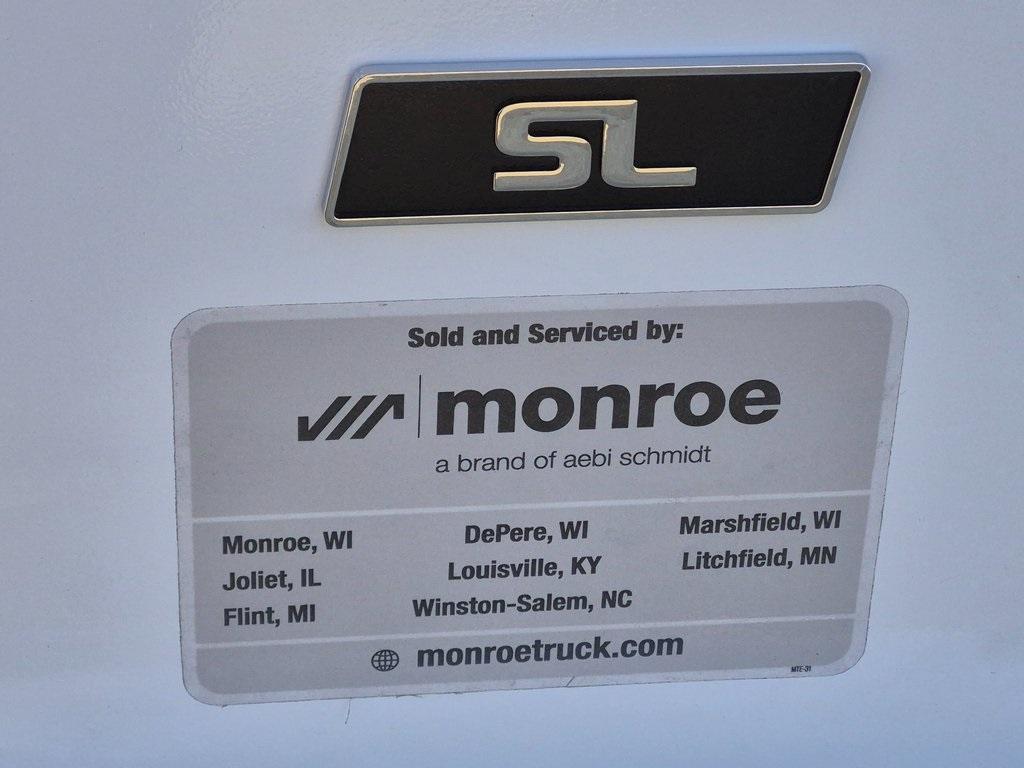 SL
Sold and Serviced by:
monroe
a brand of aebi schmidt
Monroe, WI DePere, WI Marshfield, WI
Joliet, IL Louisville, KY Litchfield, MN
Flint, MI Winston-Salem, NC
monroetruck.com
MTE-31